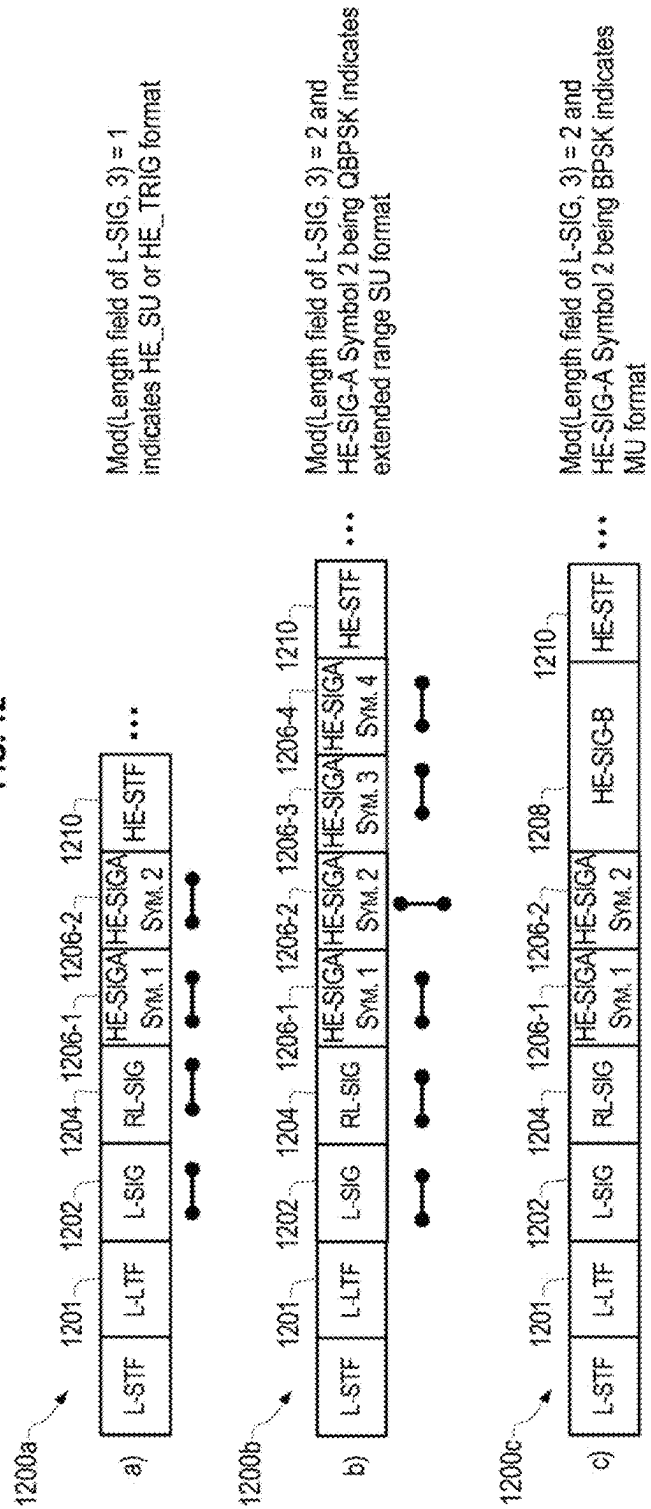 FIG. 12
1200a
1201
1202
1204
1206-1
1206-2
1210
a)
L-STF
L-LTF
L-SIG
RL-SIG
HE-SIGA
SYM. 1
HE-SIGA
SYM. 2
HE-STF
...
Mod(Length field of L-SIG, 3) = 1
indicates HE_SU or HE_TRIG format
1200b
1201
1202
1204
1206-1
1206-2
1206-3
1206-4
1210
b)
L-STF
L-LTF
L-SIG
RL-SIG
HE-SIGA
SYM. 1
HE-SIGA
SYM. 2
HE-SIGA
SYM. 3
HE-SIGA
SYM. 4
HE-STF
...
Mod(Length field of L-SIG, 3) = 2 and
HE-SIG-A Symbol 2 being QBPSK indicates
extended range SU format
1200c
1201
1202
1204
1206-1
1206-2
1208
1210
c)
L-STF
L-LTF
L-SIG
RL-SIG
HE-SIGA
SYM. 1
HE-SIGA
SYM. 2
HE-SIG-B
HE-STF
...
Mod(Length field of L-SIG, 3) = 2 and
HE-SIG-A Symbol 2 being BPSK indicates
MU format